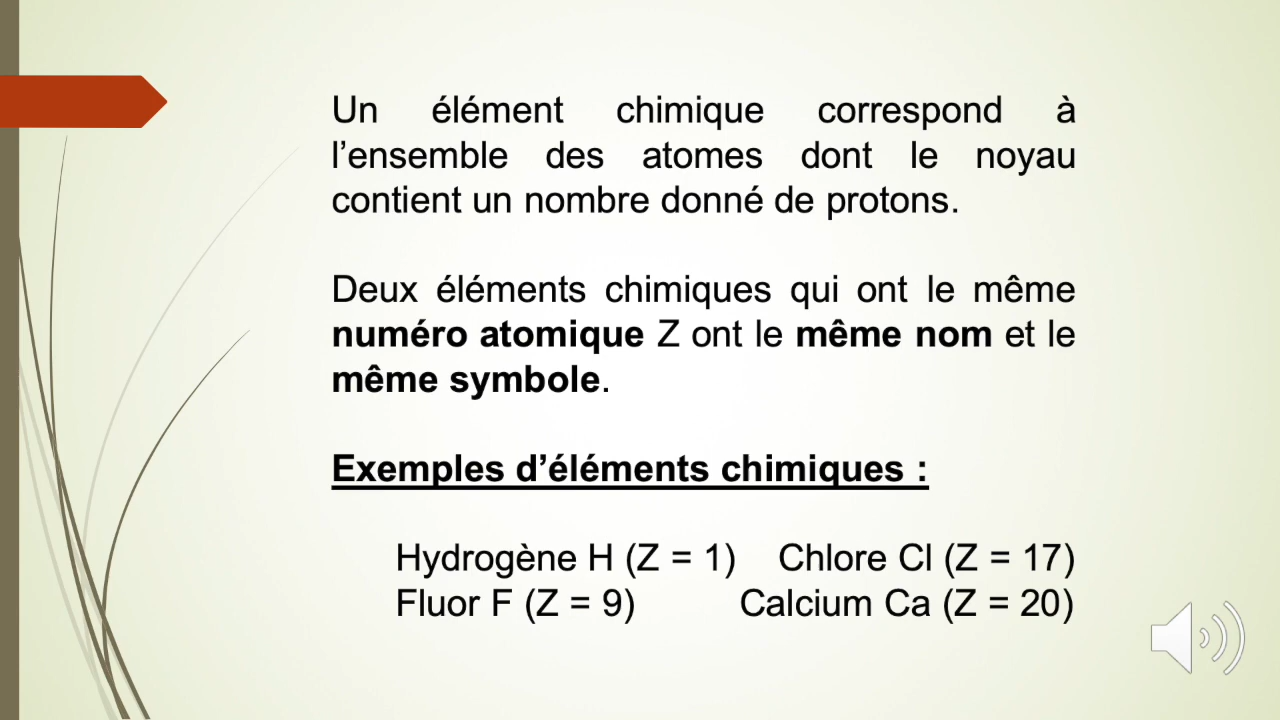 Un élément chimique correspond à
l’ensemble des atomes dont le noyau
contient un nombre donné de protons.
Deux éléments chimiques qui ont le même
numéro atomique Z ont le même nom et le
même symbole.
Exemples d’éléments chimiques :
Hydrogène H (Z = 1) Chlore Cl (Z = 17)
Fluor F (Z = 9) Calcium Ca (Z = 20)